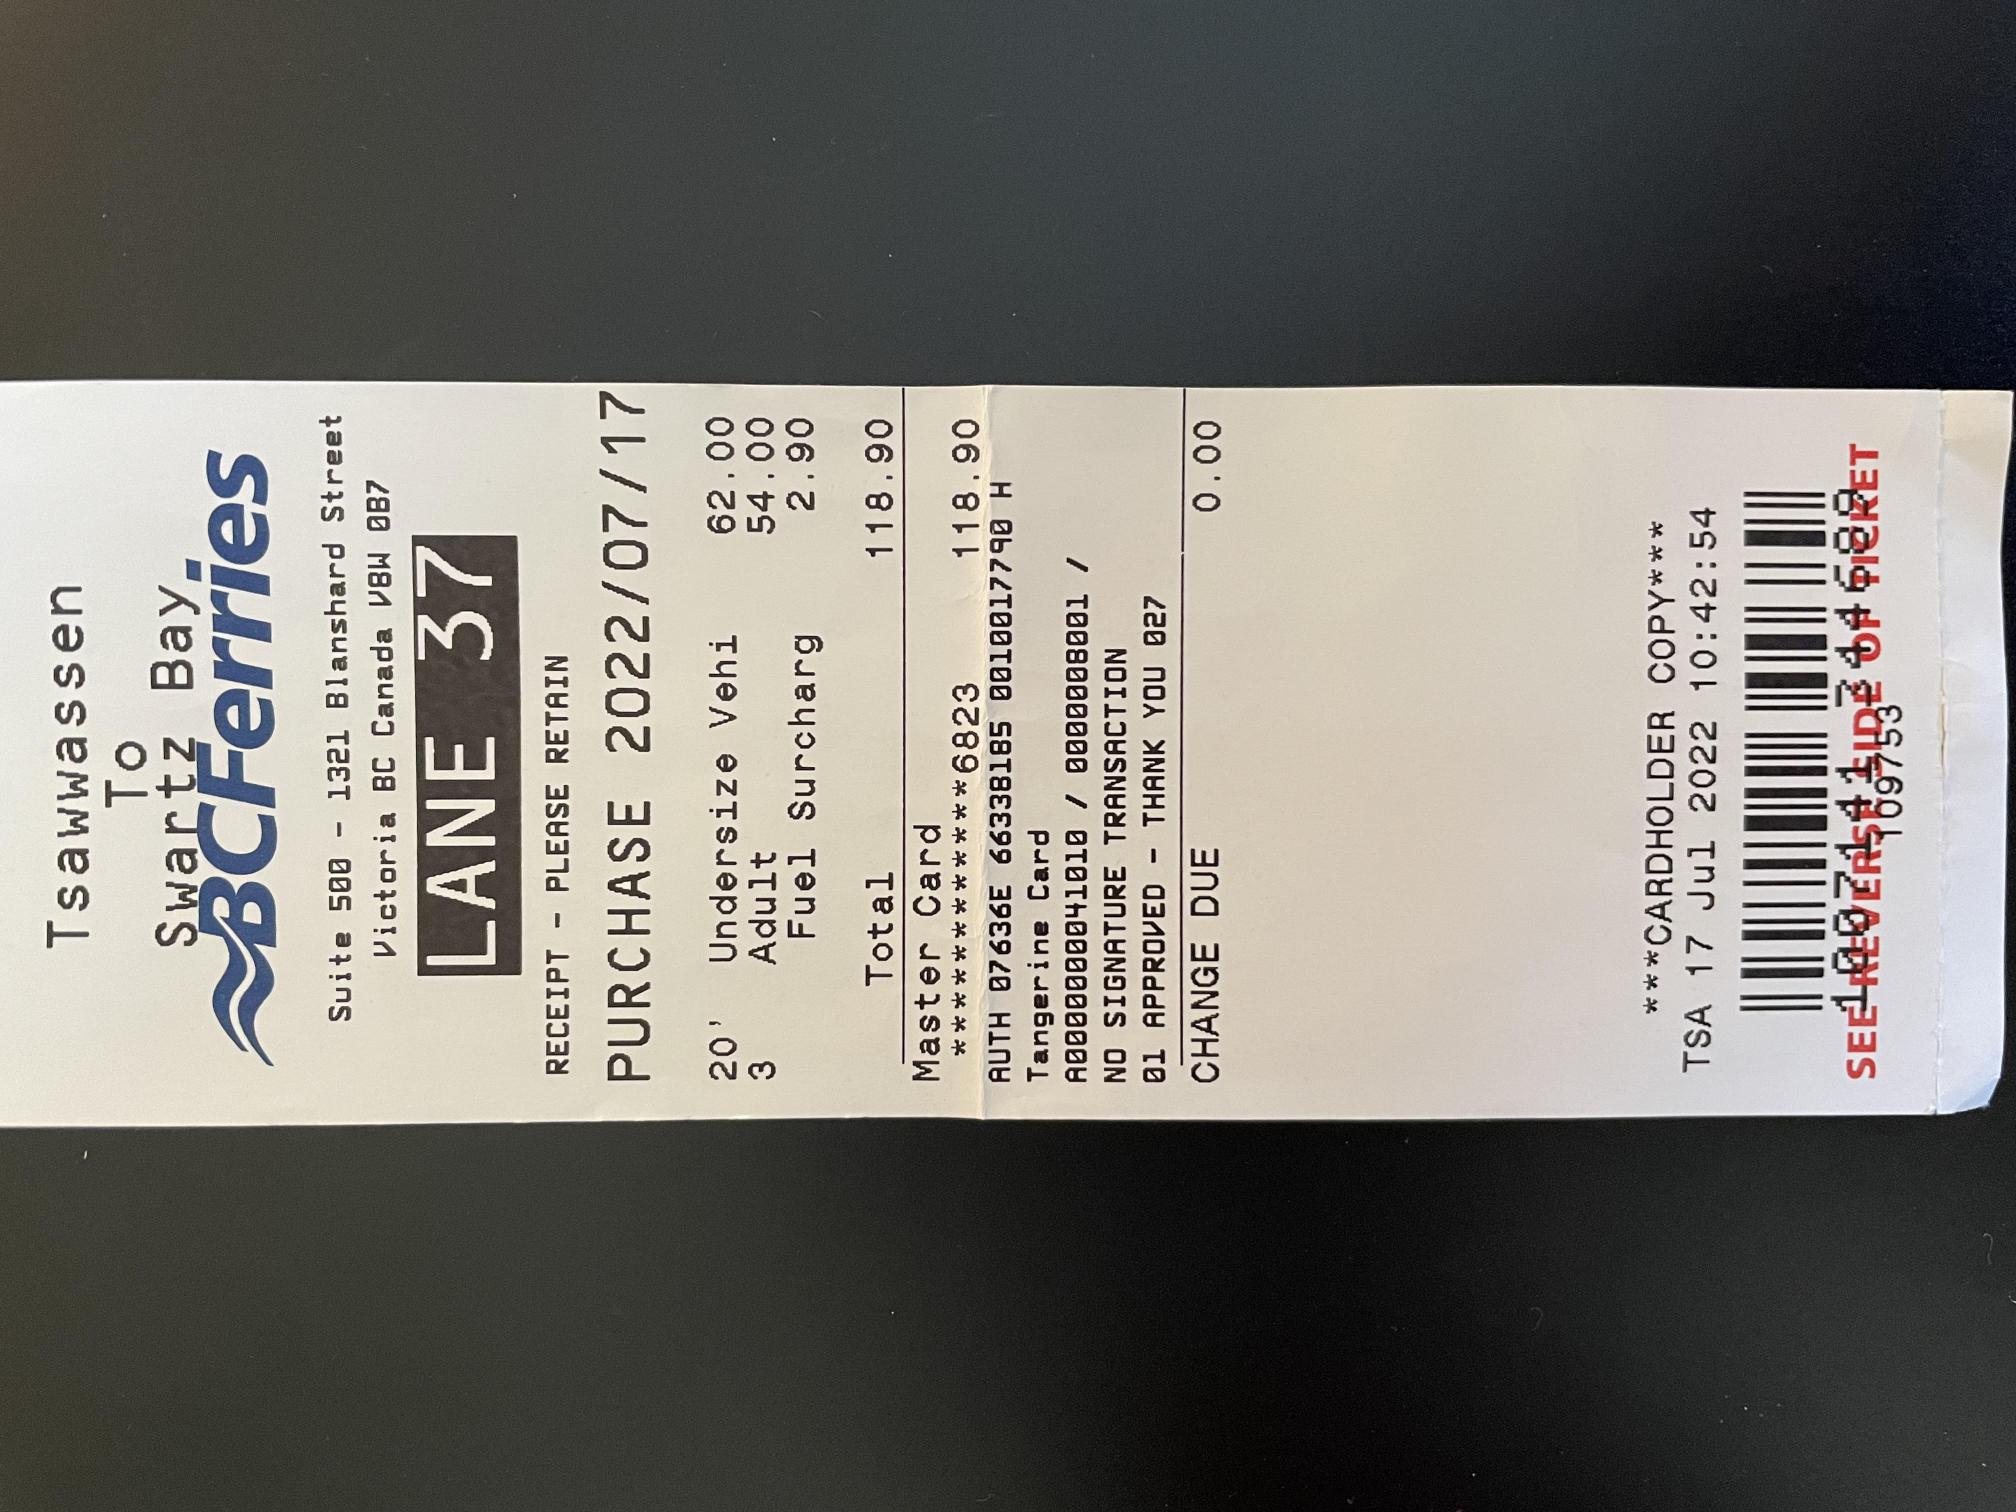 Tsawwassen
To
Swartz Bay
BCFerries
Suite 500 - 1321 Blanshard Street
Victoria BC Canada V8W 0B7
LANE 37
RECEIPT - PLEASE RETAIN
PURCHASE 2022/07/17
20' Undersize Vehi 62.00
3 Adult 54.00
Fuel Surcharg 2.90
Total 118.90
Master Card
************6823 118.90
AUTH 07636E 66338185 0010017790 H
Tangerine Card
A0000000041010 / 0000008001 /
NO SIGNATURE TRANSACTION
01 APPROVED - THANK YOU 027
CHANGE DUE 0.00
***CARDHOLDER COPY***
TSA 17 Jul 2022 10:42:54
SEE REVERSE SIDE OF TICKET
109753